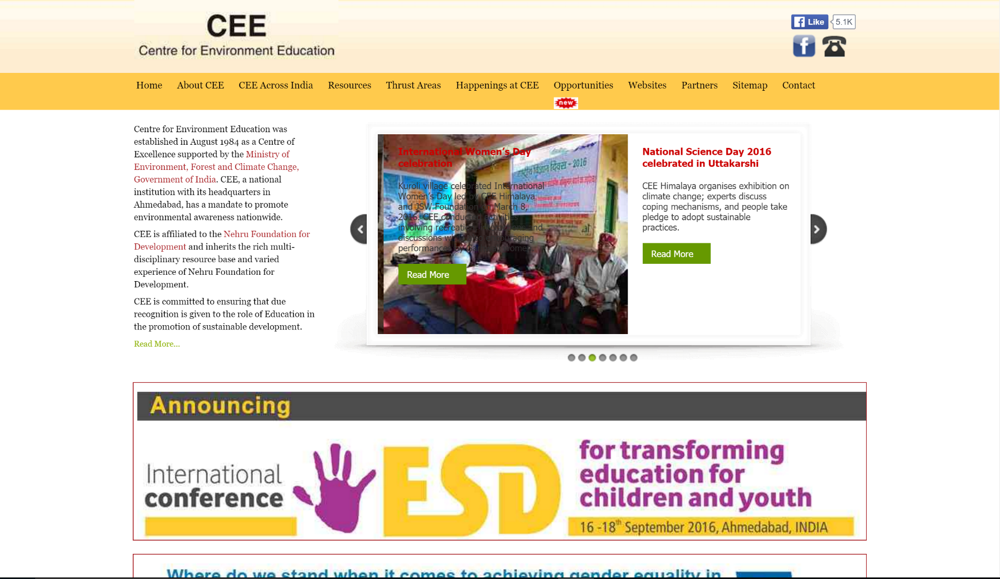 CEE
Centre for Environment Education
Like
5.1K
Home
About CEE
CEE Across India
Resources
Thrust Areas
Happenings at CEE
Opportunities
Websites
Partners
Sitemap
Contact
new
Centre for Environment Education was
established in August 1984 as a Centre of
Excellence supported by the Ministry of
Environment, Forest and Climate Change,
Government of India. CEE, a national
institution with its headquarters in
Ahmedabad, has a mandate to promote
environmental awareness nationwide.
CEE is affiliated to the Nehru Foundation for
Development and inherits the rich multi-
disciplinary resource base and varied
experience of Nehru Foundation for
Development.
CEE is committed to ensuring that due
recognition is given to the role of Education in
the promotion of sustainable development.
Read More...
International Women's Day
celebration
Kuroli village celebrated International
Women's Day led by CEE Himalaya
and JSW Foundation on March 8,
2016. CEE conducted activities
involving and
discussions
performances by women
Read More
राष्ट्रीय विज्ञान दिवस - 2016
National Science Day 2016
celebrated in Uttakarshi
CEE Himalaya organises exhibition on
climate change; experts discuss
coping mechanisms, and people take
pledge to adopt sustainable
practices.
Read More
Announcing
International
conference
ESD
for transforming
education for
children and youth
16 -18th September 2016, Ahmedabad, INDIA
Where do we stand when it comes to achieving gender equality in